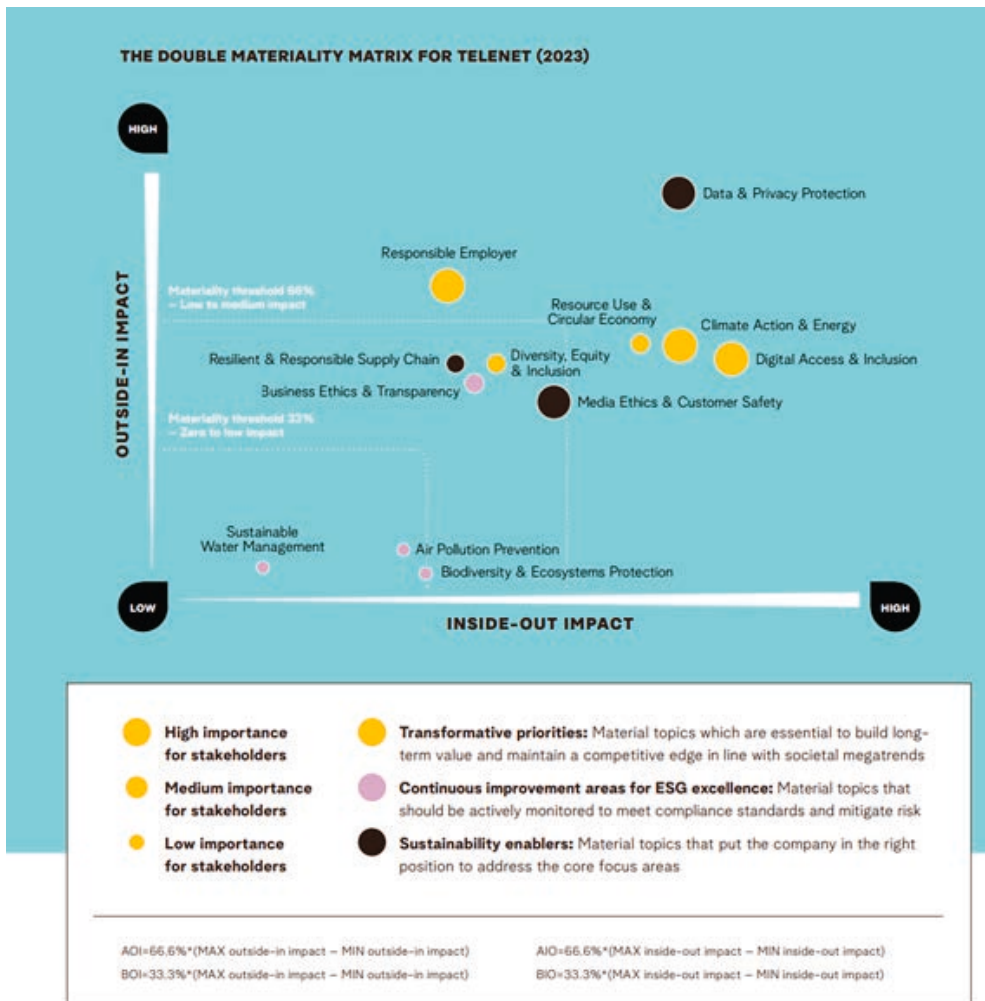 THE DOUBLE MATERIALITY MATRIX FOR TELENET (2023)
HIGH
Data & Privacy Protection
Responsible Employer
Materiality threshold 66%
– Low to medium impact
Resource Use &
Circular Economy
Climate Action & Energy
Resilient & Responsible Supply Chain
Diversity, Equity
& Inclusion
Digital Access & Inclusion
Business Ethics & Transparency
Media Ethics & Customer Safety
Materiality threshold 33%
– Zero to low impact
OUTSIDE-IN IMPACT
Sustainable
Water Management
Air Pollution Prevention
Biodiversity & Ecosystems Protection
LOW
HIGH
INSIDE-OUT IMPACT
High importance
for stakeholders
Medium importance
for stakeholders
Low importance
for stakeholders
Transformative priorities: Material topics which are essential to build long-
term value and maintain a competitive edge in line with societal megatrends
Continuous improvement areas for ESG excellence: Material topics that
should be actively monitored to meet compliance standards and mitigate risk
Sustainability enablers: Material topics that put the company in the right
position to address the core focus areas
AOI=66.6%*(MAX outside-in impact – MIN outside-in impact)
BOI=33.3%*(MAX outside-in impact – MIN outside-in impact)
AIO=66.6%*(MAX inside-out impact – MIN inside-out impact)
BIO=33.3%*(MAX inside-out impact – MIN inside-out impact)